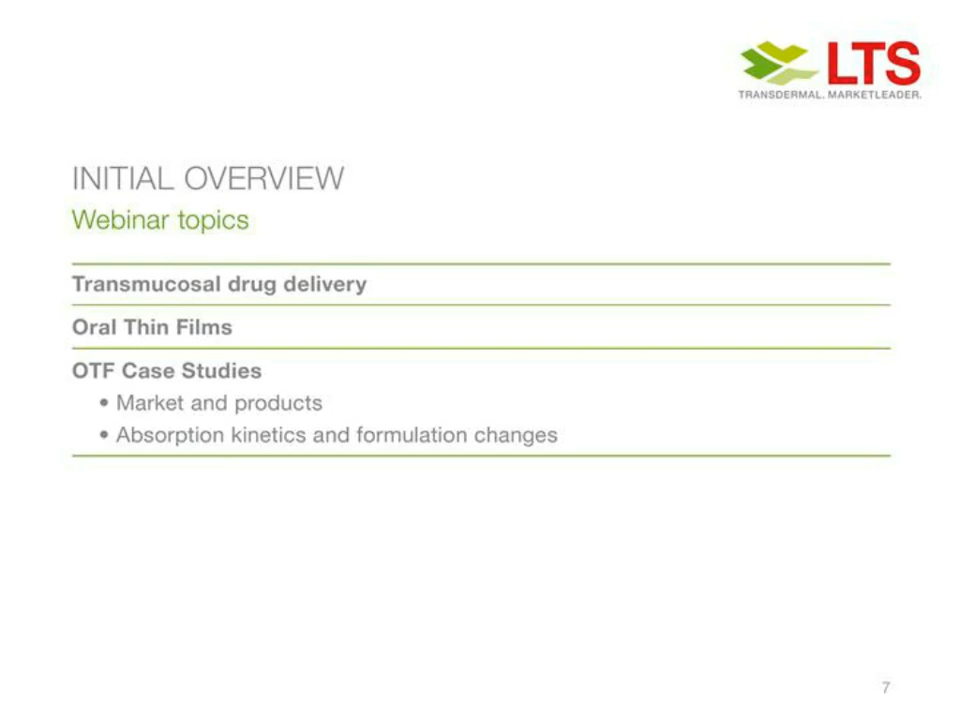 LTS
TRANSDERMAL. MARKETLEADER.
INITIAL OVERVIEW
Webinar topics
Transmucosal drug delivery
Oral Thin Films
OTF Case Studies
• Market and products
• Absorption kinetics and formulation changes
7